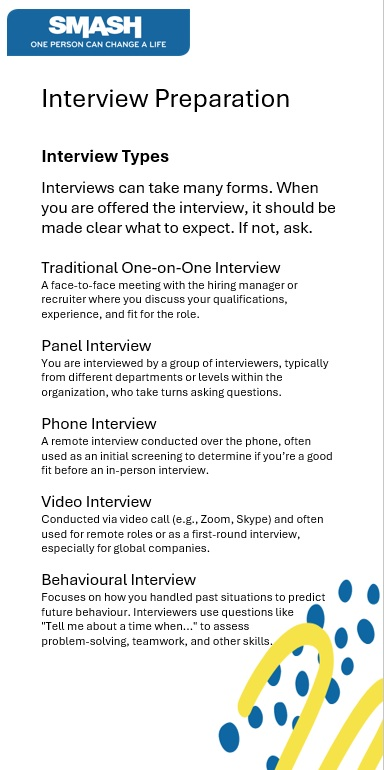 SMASH
ONE PERSON CAN CHANGE A LIFE
Interview Preparation
Interview Types
Interviews can take many forms. When
you are offered the interview, it should be
made clear what to expect. If not, ask.
Traditional One-on-One Interview
A face-to-face meeting with the hiring manager or
recruiter where you discuss your qualifications,
experience, and fit for the role.
Panel Interview
You are interviewed by a group of interviewers, typically
from different departments or levels within the
organization, who take turns asking questions.
Phone Interview
A remote interview conducted over the phone, often
used as an initial screening to determine if you're a good
fit before an in-person interview.
Video Interview
Conducted via video call (e.g., Zoom, Skype) and often
used for remote roles or as a first-round interview,
especially for global companies.
Behavioural Interview
Focuses on how you handled past situations to predict
future behaviour. Interviewers use questions like
"Tell me about a time when..." to assess
problem-solving, teamwork, and other skills.